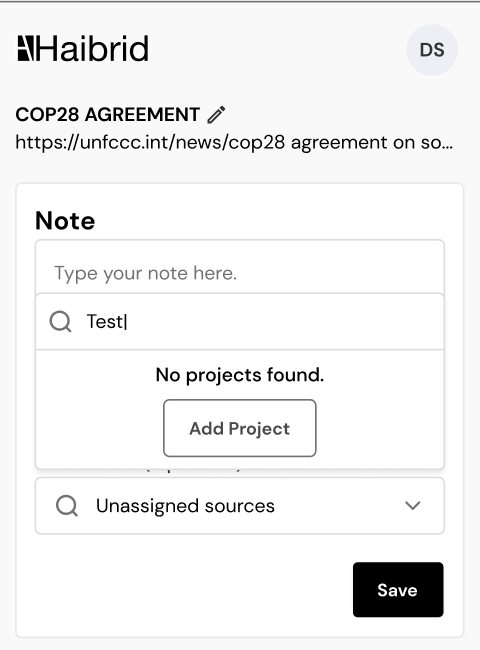 Haibrid
DS
COP28 AGREEMENT
https://unfccc.int/news/cop28 agreement on so...
Note
Type your note here.
Test
No projects found.
Add Project
Unassigned sources
Save